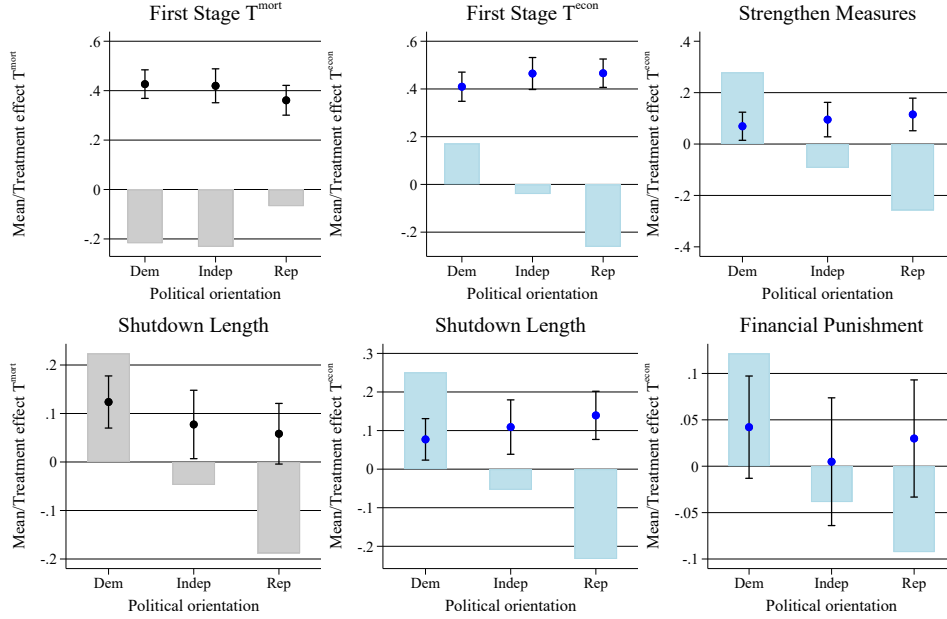 First Stage T^mort
Mean/Treatment effect T^mort
.6
.4
.2
0
-.2
Dem Indep Rep
Political orientation
First Stage T^econ
Mean/Treatment effect T^econ
.6
.4
.2
0
-.2
Dem Indep Rep
Political orientation
Strengthen Measures
Mean/Treatment effect T^econ
.4
.2
0
-.2
-.4
Dem Indep Rep
Political orientation
Shutdown Length
Mean/Treatment effect T^mort
.2
.1
0
-.1
-.2
Dem Indep Rep
Political orientation
Shutdown Length
Mean/Treatment effect T^econ
.3
.2
.1
0
-.1
-.2
Dem Indep Rep
Political orientation
Financial Punishment
Mean/Treatment effect T^econ
.1
.05
0
-.05
-.1
Dem Indep Rep
Political orientation